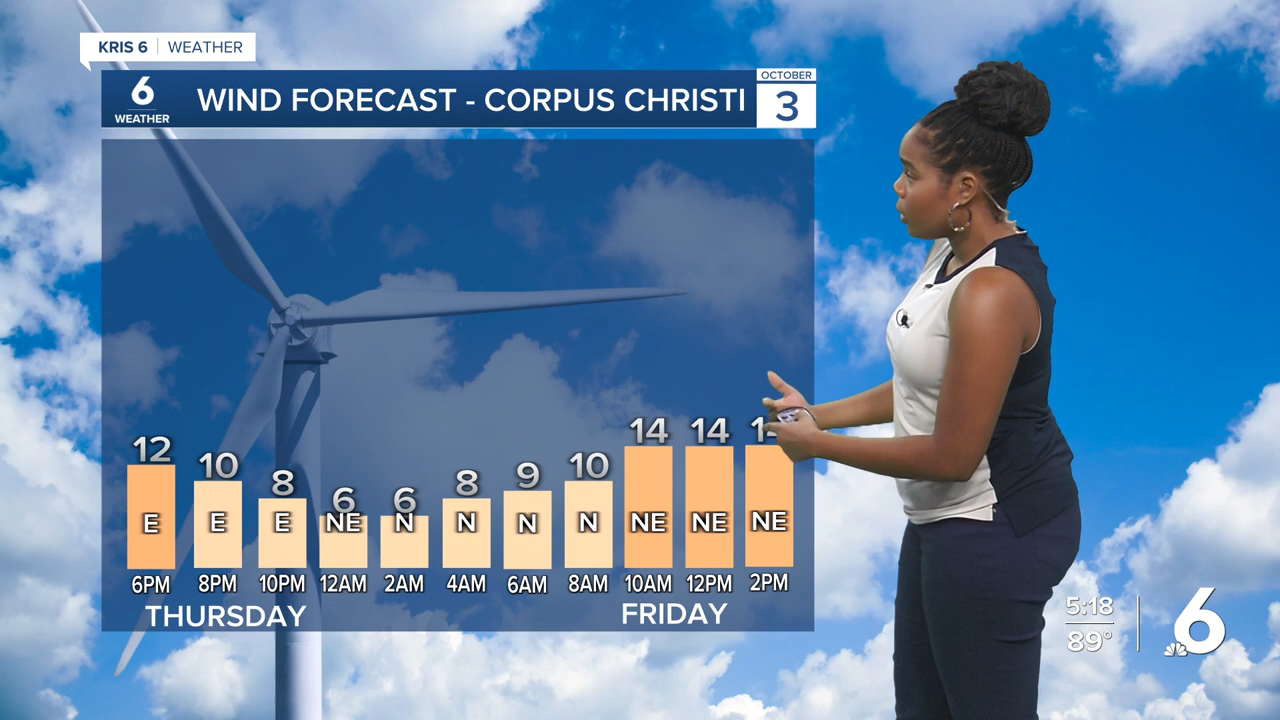 KRIS 6 | WEATHER
6
WEATHER
WIND FORECAST - CORPUS CHRISTI
OCTOBER
3
12 10 8 6 6 8 9 10 14 14
E E E NE N N N N NE NE NE
6PM 8PM 10PM 12AM 2AM 4AM 6AM 8AM 10AM 12PM 2PM
THURSDAY FRIDAY
5:18
89°
6